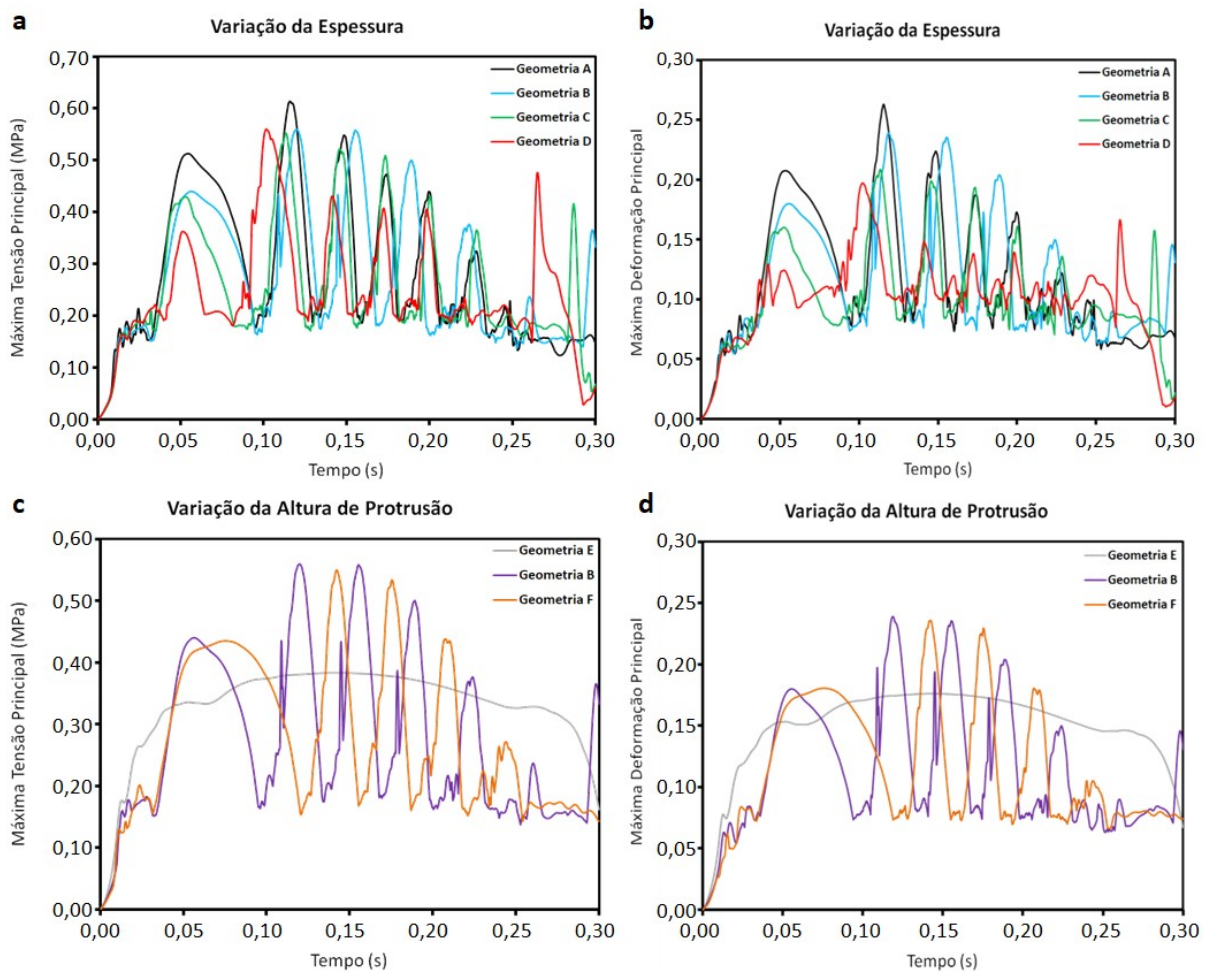 a
Variação da Espessura
Máxima Tensão Principal (MPa)
0,70
0,60
0,50
0,40
0,30
0,20
0,10
0,00
Geometria A
Geometria B
Geometria C
Geometria D
0,00 0,05 0,10 0,15 0,20 0,25 0,30
Tempo (s)
b
Variação da Espessura
Máxima Deformação Principal
0,30
0,25
0,20
0,15
0,10
0,05
0,00
Geometria A
Geometria B
Geometria C
Geometria D
0,00 0,05 0,10 0,15 0,20 0,25 0,30
Tempo (s)
c
Variação da Altura de Protrusão
Máxima Tensão Principal (MPa)
0,60
0,50
0,40
0,30
0,20
0,10
0,00
Geometria E
Geometria B
Geometria F
0,00 0,05 0,10 0,15 0,20 0,25 0,30
Tempo (s)
d
Variação da Altura de Protrusão
Máxima Deformação Principal
0,30
0,25
0,20
0,15
0,10
0,05
0,00
Geometria E
Geometria B
Geometria F
0,00 0,05 0,10 0,15 0,20 0,25 0,30
Tempo (s)